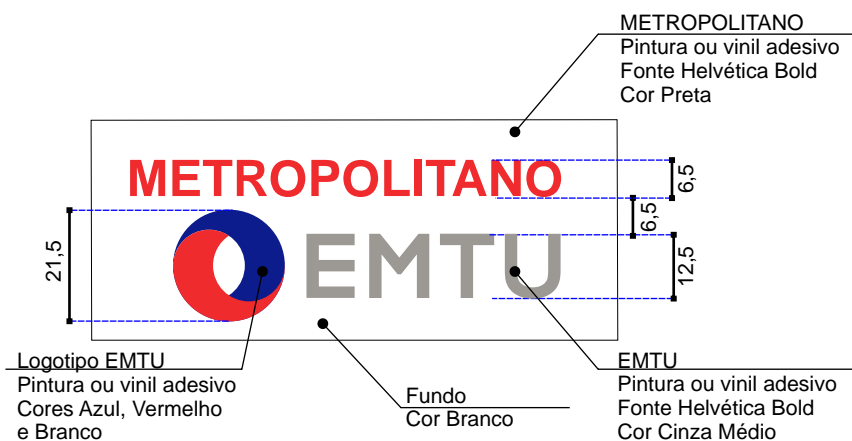 METROPOLITANO
Pintura ou vinil adesivo
Fonte Helvética Bold
Cor Preta
METROPOLITANO
6,5
6,5
21,5
EMTU
12,5
Logotipo EMTU
Pintura ou vinil adesivo
Cores Azul, Vermelho
e Branco
Fundo
Cor Branco
EMTU
Pintura ou vinil adesivo
Fonte Helvética Bold
Cor Cinza Médio